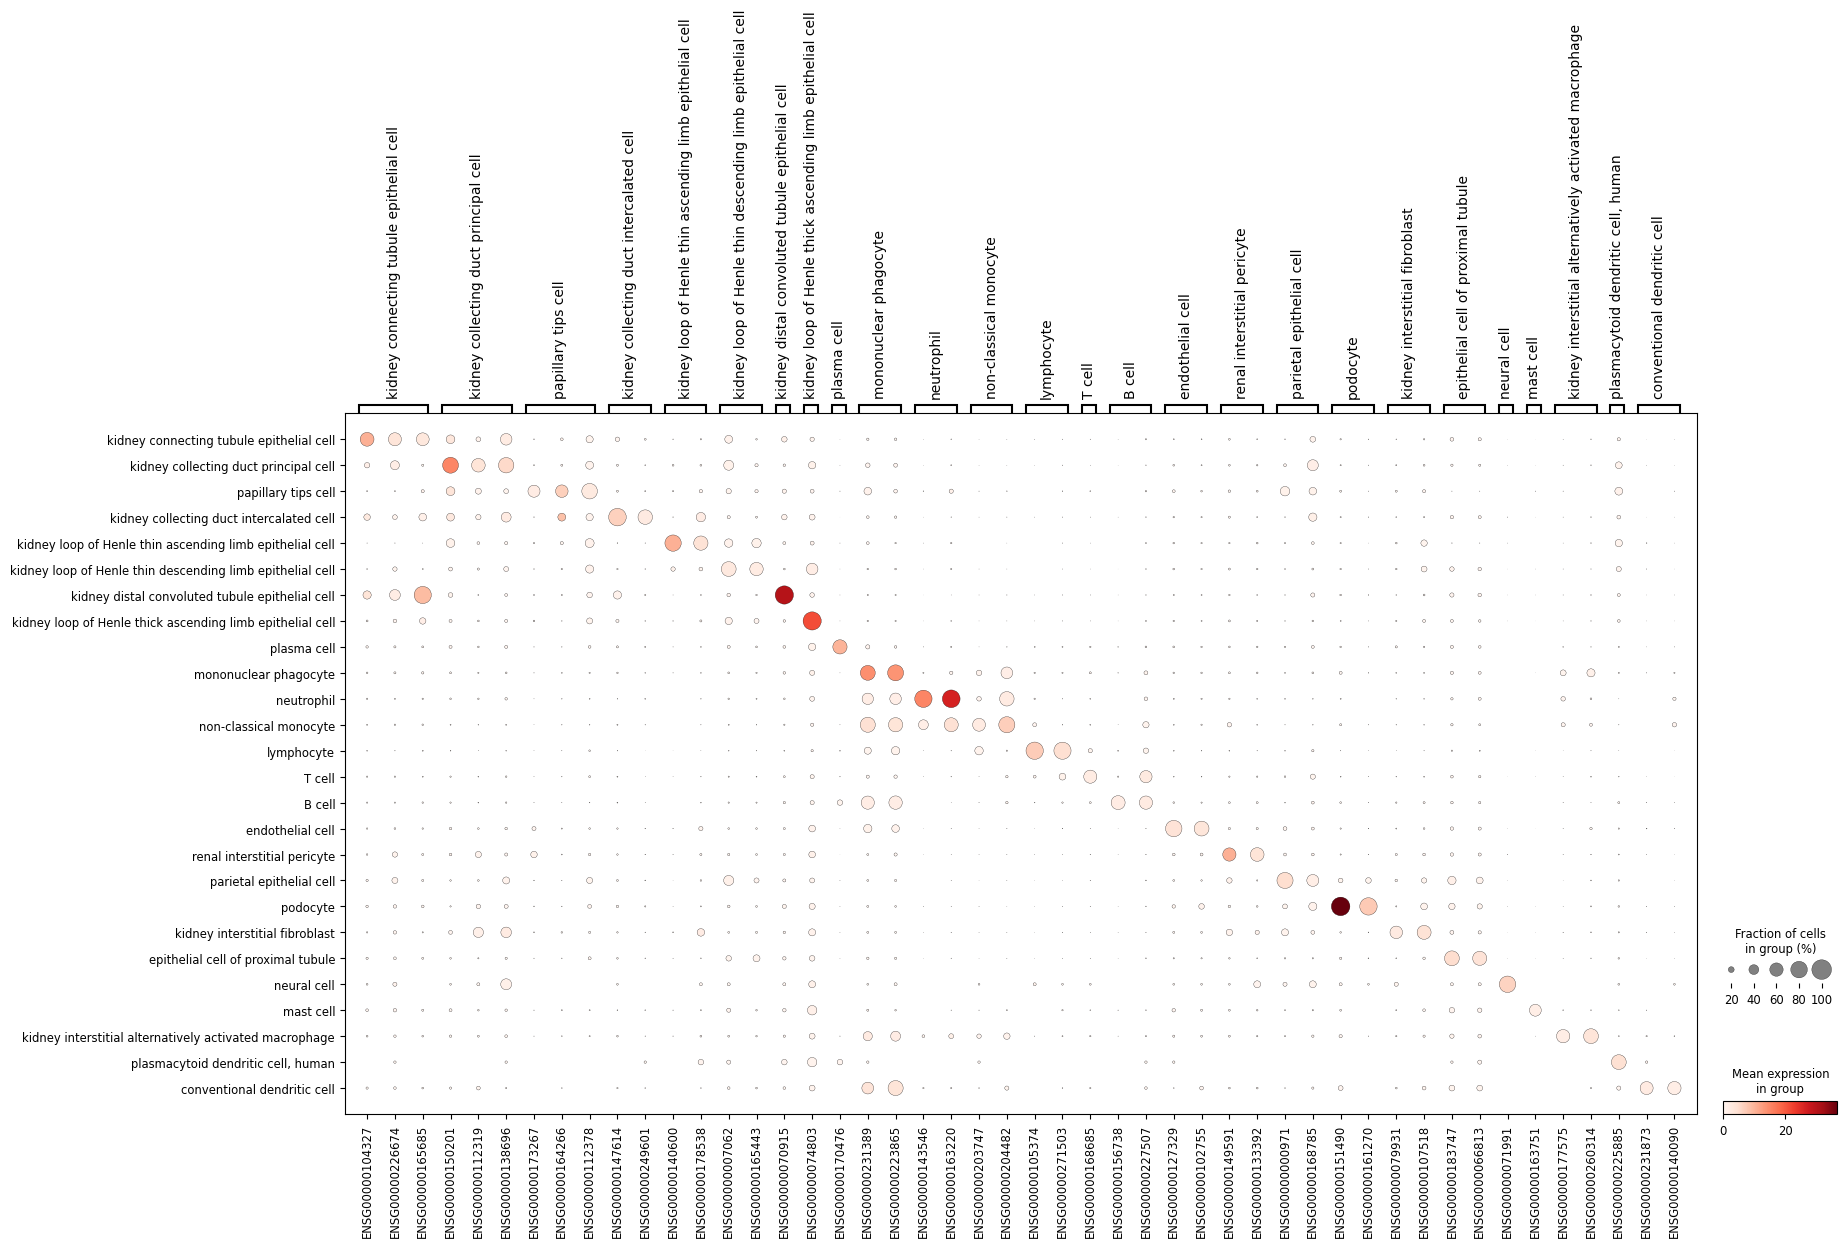 kidney connecting tubule epithelial cell
kidney collecting duct principal cell
papillary tips cell
kidney collecting duct intercalated cell
kidney loop of Henle thin ascending limb epithelial cell
kidney loop of Henle thin descending limb epithelial cell
kidney distal convoluted tubule epithelial cell
kidney loop of Henle thick ascending limb epithelial cell
plasma cell
mononuclear phagocyte
neutrophil
non-classical monocyte
lymphocyte
T cell
B cell
endothelial cell
renal interstitial pericyte
parietal epithelial cell
podocyte
kidney interstitial fibroblast
epithelial cell of proximal tubule
neural cell
mast cell
kidney interstitial alternatively activated macrophage
plasmacytoid dendritic cell, human
conventional dendritic cell
kidney connecting tubule epithelial cell
kidney collecting duct principal cell
papillary tips cell
kidney collecting duct intercalated cell
kidney loop of Henle thin ascending limb epithelial cell
kidney loop of Henle thin descending limb epithelial cell
kidney distal convoluted tubule epithelial cell
kidney loop of Henle thick ascending limb epithelial cell
plasma cell
mononuclear phagocyte
neutrophil
non-classical monocyte
lymphocyte
T cell
B cell
endothelial cell
renal interstitial pericyte
parietal epithelial cell
podocyte
kidney interstitial fibroblast
epithelial cell of proximal tubule
neural cell
mast cell
kidney interstitial alternatively activated macrophage
plasmacytoid dendritic cell, human
conventional dendritic cell
ENSG00000104327
ENSG00000226674
ENSG00000165685
ENSG00000150201
ENSG00000112319
ENSG00000138696
ENSG00000173267
ENSG00000164266
ENSG00000112378
ENSG00000147614
ENSG00000249601
ENSG00000140600
ENSG00000178538
ENSG00000007062
ENSG00000165443
ENSG00000070915
ENSG00000074803
ENSG00000170476
ENSG00000231389
ENSG00000223865
ENSG00000143546
ENSG00000163220
ENSG00000203747
ENSG00000204482
ENSG00000105374
ENSG00000271503
ENSG00000168685
ENSG00000156738
ENSG00000227507
ENSG00000127329
ENSG00000102755
ENSG00000149591
ENSG00000133392
ENSG00000000971
ENSG00000168785
ENSG00000151490
ENSG00000161270
ENSG00000079931
ENSG00000107518
ENSG00000183747
ENSG00000066813
ENSG00000071991
ENSG00000163751
ENSG00000177575
ENSG00000260314
ENSG00000225885
ENSG00000231873
ENSG00000140090
Fraction of cells
in group (%)
20 40 60 80 100
Mean expression
in group
0 20